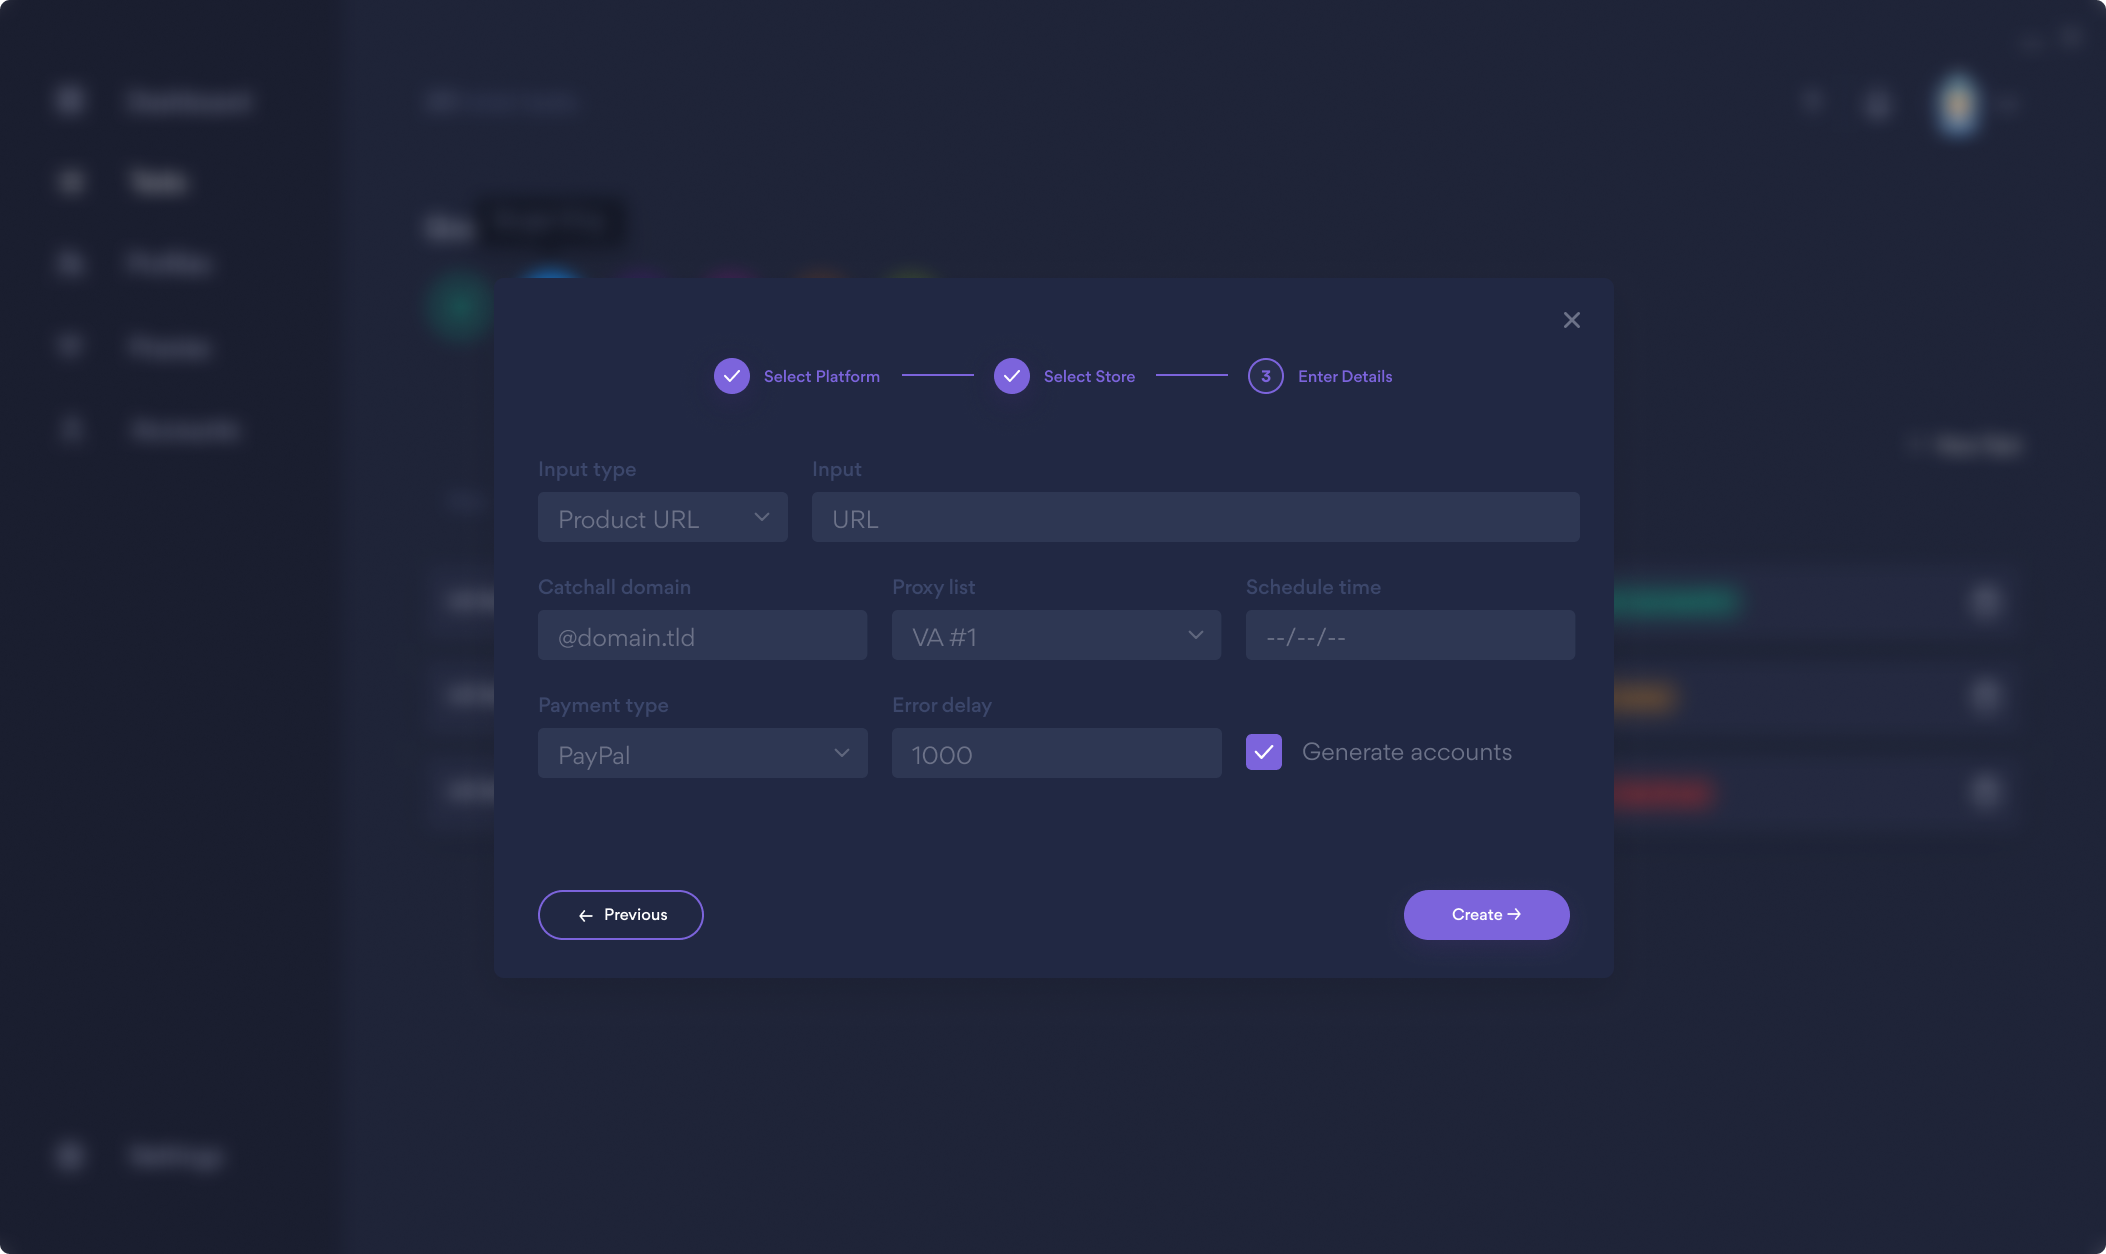 Select Platform
Select Store
3 Enter Details
Input type
Input
Product URL
URL
Catchall domain
Proxy list
Schedule time
@domain.tld
VA #1
--/--/--
Payment type
Error delay
PayPal
1000
Generate accounts
← Previous
Create →